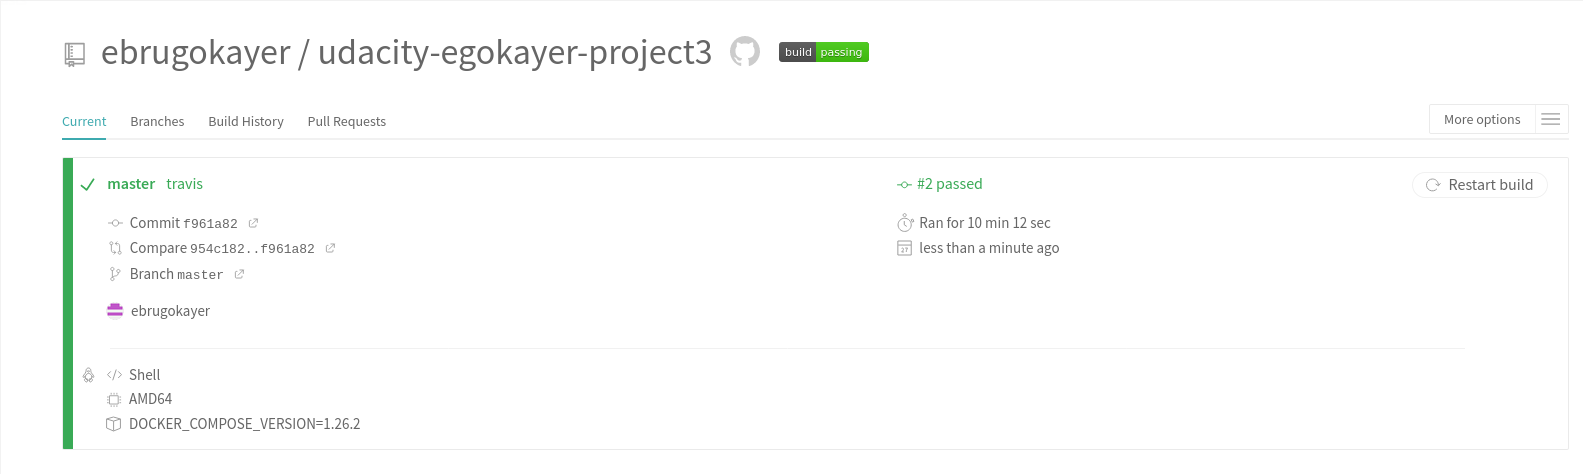 ebrugokayer / udacity-egokayer-project3 build passing
Current Branches Build History Pull Requests More options
master travis #2 passed Restart build
Commit f961a82 Ran for 10 min 12 sec
Compare 954c182..f961a82 less than a minute ago
Branch master
ebrugokayer
Shell
AMD64
DOCKER_COMPOSE_VERSION=1.26.2